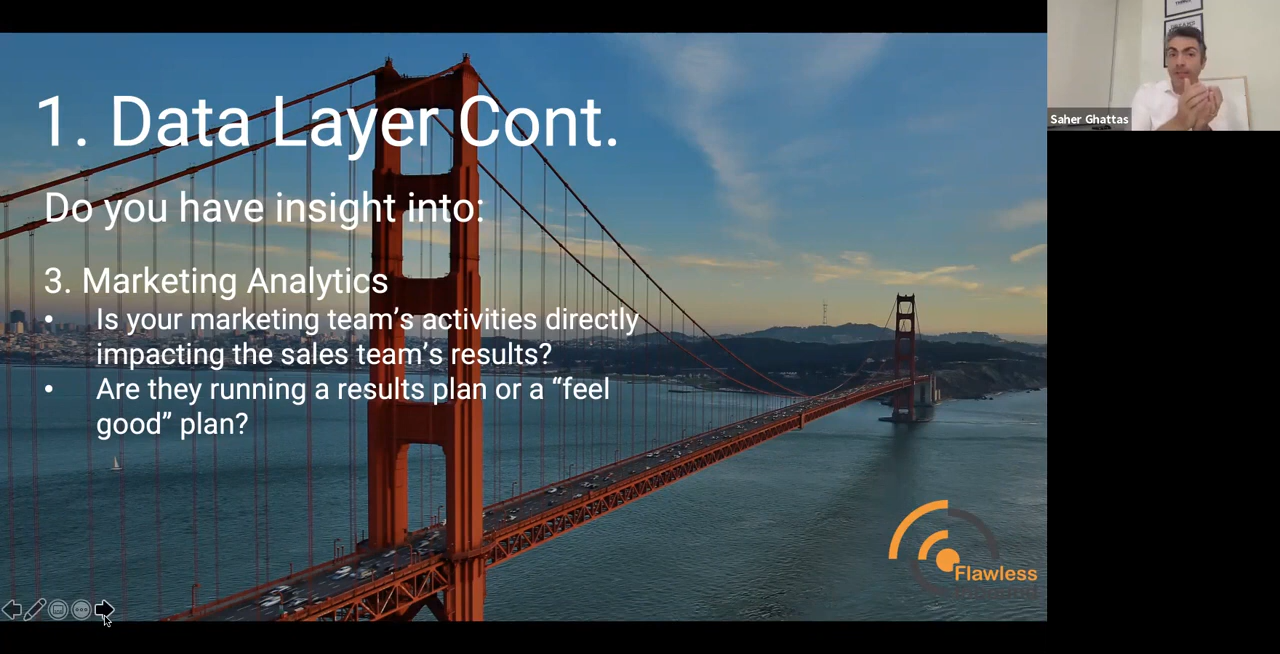 1. Data Layer Cont.
Do you have insight into:
3. Marketing Analytics
• Is your marketing team’s activities directly
impacting the sales team’s results?
• Are they running a results plan or a “feel
good” plan?
Flawless
Saher Ghattas